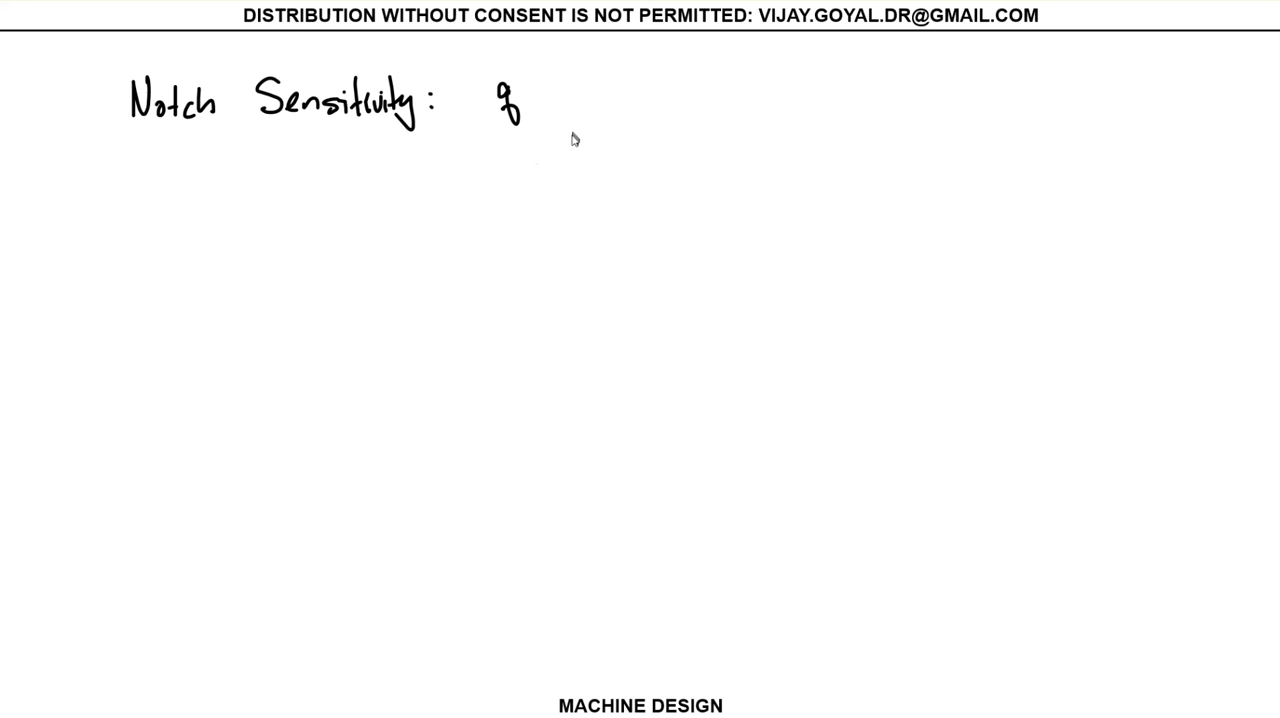 DISTRIBUTION WITHOUT CONSENT IS NOT PERMITTED: VIJAY.GOYAL.DR@GMAIL.COM
Notch Sensitivity: q
MACHINE DESIGN